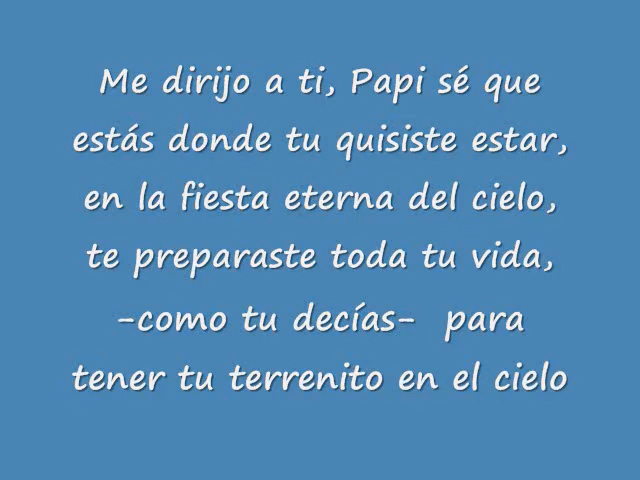 Me dirijo a ti, Papi sé que
estás donde tu quisiste estar,
en la fiesta eterna del cielo,
te preparaste toda tu vida,
-como tu decías-  para
tener tu terrenito en el cielo